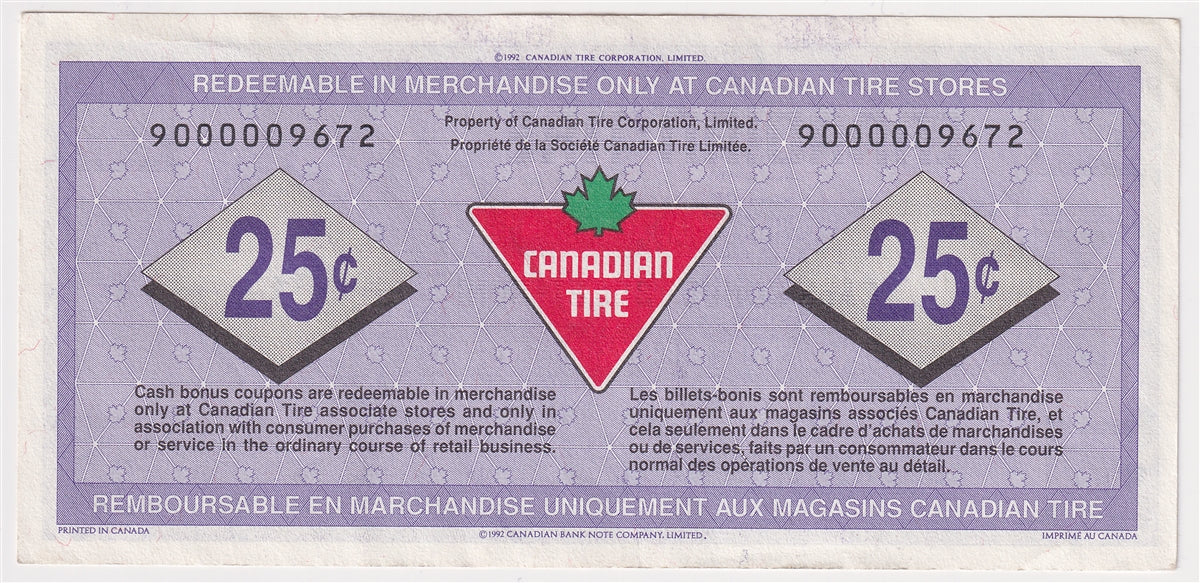 ©1992 CANADIAN TIRE CORPORATION, LIMITED.
REDEEMABLE IN MERCHANDISE ONLY AT CANADIAN TIRE STORES
9000009672
Property of Canadian Tire Corporation, Limited.
Propriété de la Société Canadian Tire Limitée.
9000009672
25¢
CANADIAN
TIRE
25¢
Cash bonus coupons are redeemable in merchandise
only at Canadian Tire associate stores and only in
association with consumer purchases of merchandise
or service in the ordinary course of retail business.
Les billets-bonis sont remboursables en marchandise
uniquement aux magasins associés Canadian Tire, et
cela seulement dans le cadre d'achats de marchandises
ou de services, faits par un consommateur dans le cours
normal des opérations de vente au détail.
REMBOURSABLE EN MARCHANDISE UNIQUEMENT AUX MAGASINS CANADIAN TIRE
PRINTED IN CANADA
©1992 CANADIAN BANK NOTE COMPANY, LIMITED.
IMPRIMÉ AU CANADA